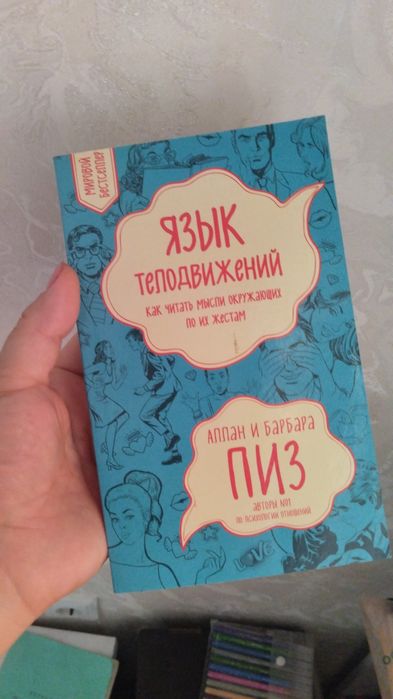 МИРОВОЙ
БЕСТСЕЛЛЕР
ЯЗЫК
ТЕЛОДВИЖЕНИЙ
КАК ЧИТАТЬ МЫСЛИ ОКРУЖАЮЩИХ
ПО ИХ ЖЕСТАМ
АЛЛАН И БАРБАРА
ПИЗ
АВТОРЫ №1
ПО ПСИХОЛОГИИ ОТНОШЕНИЙ
LOVE